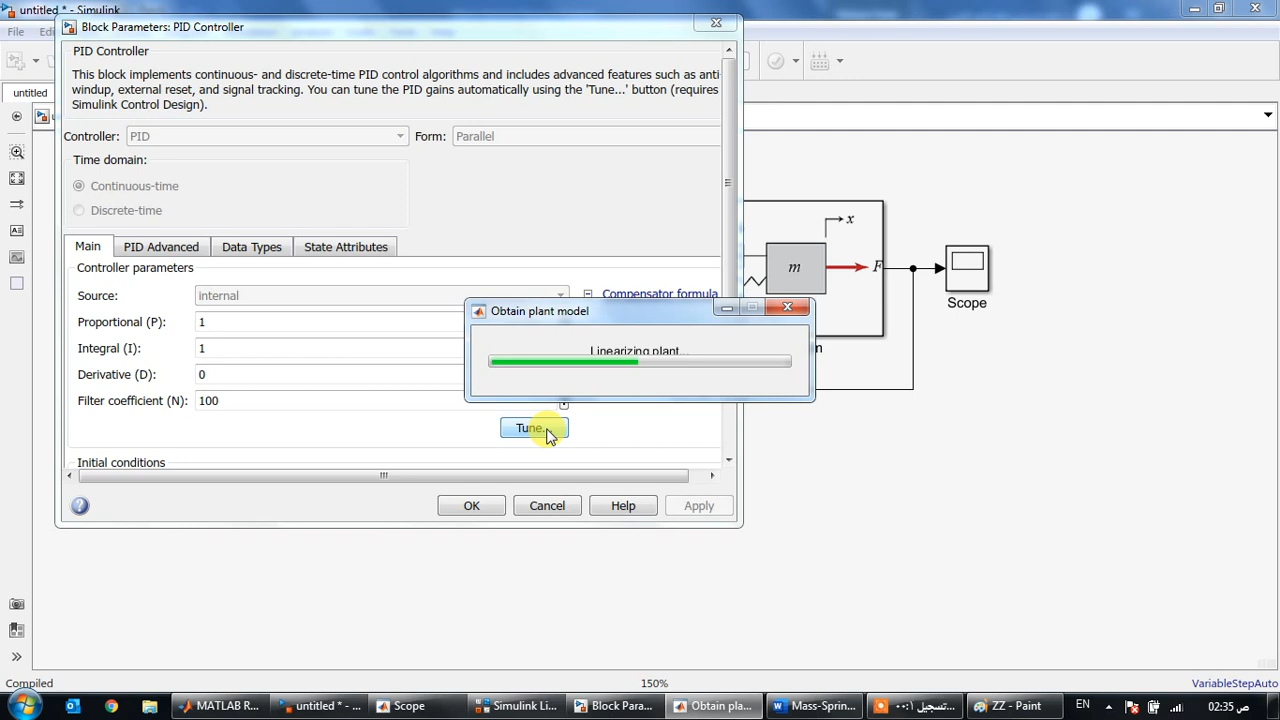 untitled * - Simulink
File
Block Parameters: PID Controller
PID Controller
This block implements continuous- and discrete-time PID control algorithms and includes advanced features such as anti-
windup, external reset, and signal tracking. You can tune the PID gains automatically using the 'Tune...' button (requires
Simulink Control Design).
untitled
Controller: PID Form: Parallel
Time domain:
Continuous-time
Discrete-time
Main PID Advanced Data Types State Attributes
Controller parameters
Source: internal Compensator formula
Proportional (P): 1
Integral (I): 1
Derivative (D): 0
Filter coefficient (N): 100
Tune...
Initial conditions
OK Cancel Help Apply
Obtain plant model
Linearizing plant...
x
m
F
Scope
Compiled 150% VariableStepAuto
MATLAB R... untitled * - ... Scope Simulink Li... Block Para... Obtain pla... Mass-Sprin... تسجيل ٠٠:١... ZZ - Paint EN 02:35 ص